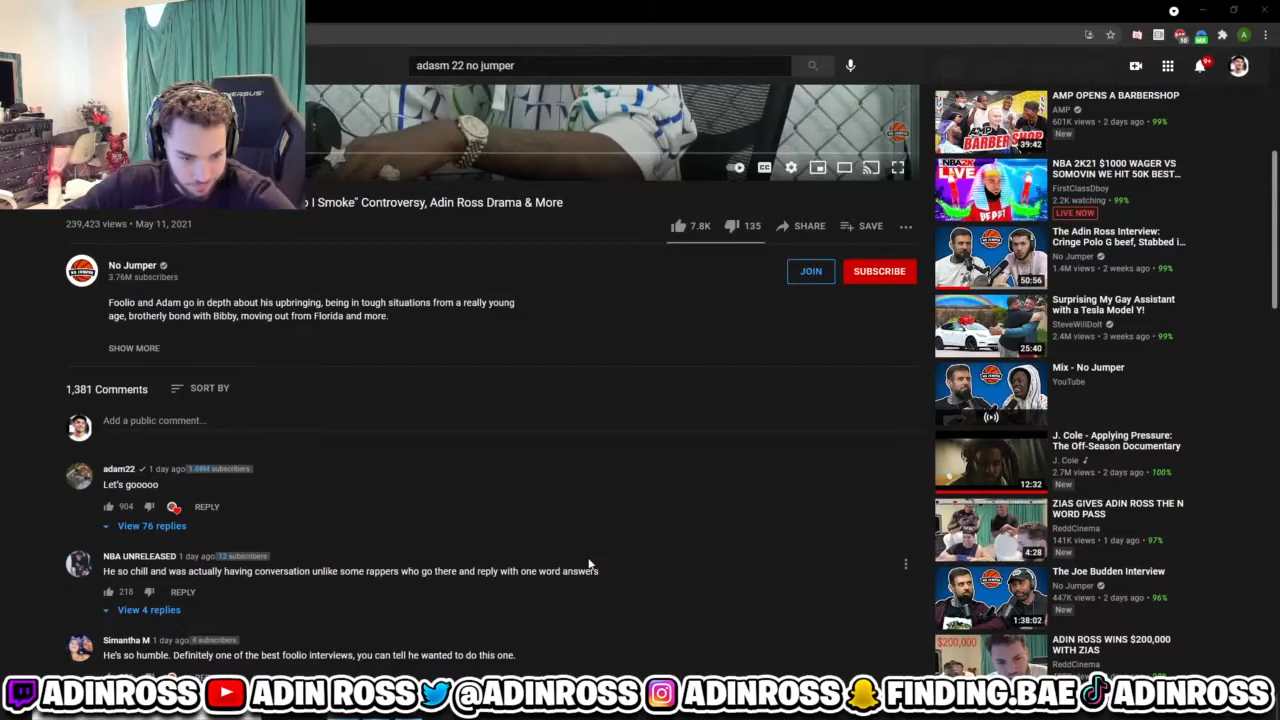 adasm 22 no jumper
9+
VERSUS
o I Smoke" Controversy, Adin Ross Drama & More
239,423 views • May 11, 2021
7.8K
135
SHARE
SAVE
No Jumper
3.76M subscribers
JOIN
SUBSCRIBE
Foolio and Adam go in depth about his upbringing, being in tough situations from a really young
age, brotherly bond with Bibby, moving out from Florida and more.
SHOW MORE
1,381 Comments
SORT BY
Add a public comment...
adam22 1 day ago 1.08M subscribers
Let's gooooo
904 REPLY
View 76 replies
NBA UNRELEASED 1 day ago 12 subscribers
He so chill and was actually having conversation unlike some rappers who go there and reply with one word answers
218 REPLY
View 4 replies
Simantha M 1 day ago 4 subscribers
He's so humble. Definitely one of the best foolio interviews, you can tell he wanted to do this one.
AMP OPENS A BARBERSHOP
AMP
601K views • 2 days ago • 99%
New
BARBER SHOP
39:42
NBA 2K21 $1000 WAGER VS
SOMOVIN WE HIT 50K BEST...
FirstClassDboy
2.2K watching • 99%
LIVE NOW
The Adin Ross Interview:
Cringe Polo G beef, Stabbed i...
No Jumper
1.4M views • 2 weeks ago • 99%
50:56
Surprising My Gay Assistant
with a Tesla Model Y!
SteveWillDoIt
2.4M views • 3 weeks ago • 99%
25:40
Mix - No Jumper
YouTube
J. Cole - Applying Pressure:
The Off-Season Documentary
J. Cole
2.7M views • 2 days ago • 100%
New
12:32
ZIAS GIVES ADIN ROSS THE N
WORD PASS
ReddCinema
141K views • 1 day ago • 97%
New
4:28
The Joe Budden Interview
No Jumper
447K views • 2 days ago • 96%
New
1:38:02
ADIN ROSS WINS $200,000
WITH ZIAS
ReddCinema
$200,000
ADINROSS ADIN ROSS @ADINROSS ADINROSS FINDING.BAE ADINROSS